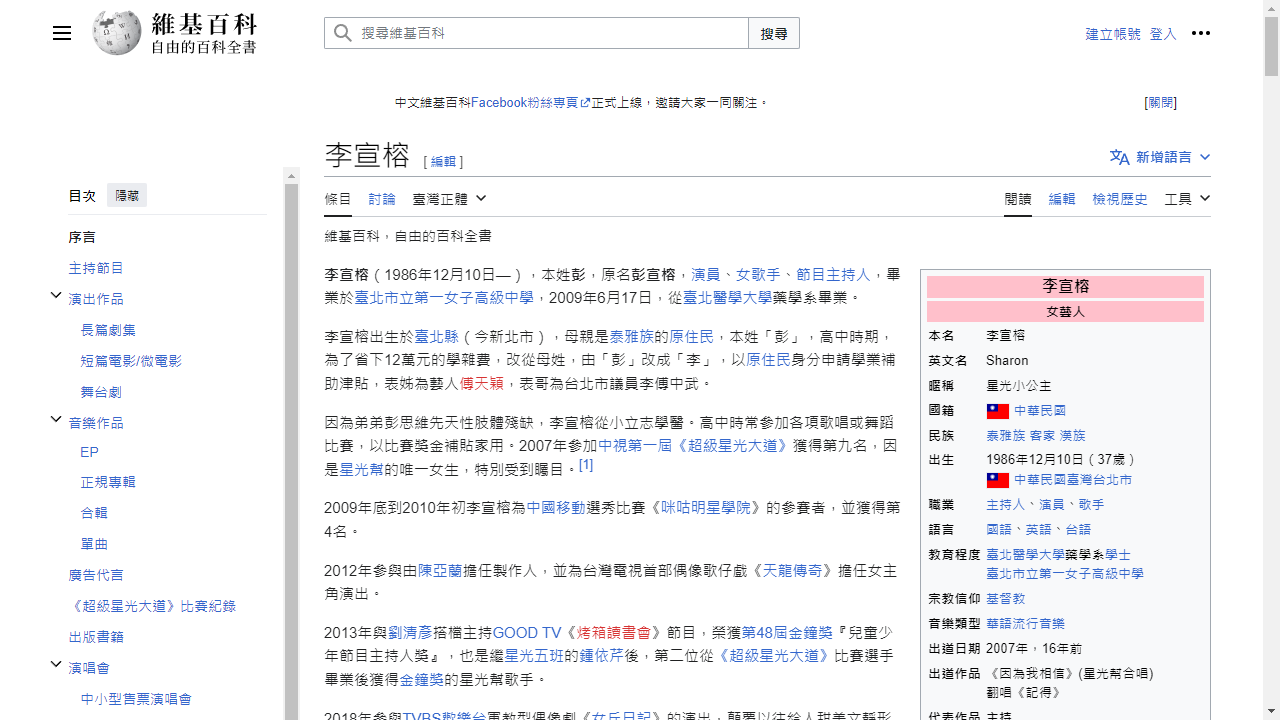 維基百科
自由的百科全書
搜尋維基百科
搜尋
建立帳號 登入
中文維基百科Facebook粉絲專頁正式上線，邀請大家一同關注。
[關閉]
李宣榕 [ 編輯 ]
新增語言
目次 隱藏
序言
主持節目
演出作品
長篇劇集
短篇電影/微電影
舞台劇
音樂作品
EP
正規專輯
合輯
單曲
廣告代言
《超級星光大道》比賽紀錄
出版書籍
演唱會
中小型售票演唱會
條目 討論 臺灣正體
閱讀 編輯 檢視歷史 工具
維基百科，自由的百科全書
李宣榕（1986年12月10日—），本姓彭，原名彭宣榕，演員、女歌手、節目主持人，畢
業於臺北市立第一女子高級中學，2009年6月17日，從臺北醫學大學藥學系畢業。
李宣榕出生於臺北縣（今新北市），母親是泰雅族的原住民，本姓「彭」，高中時期，
為了省下12萬元的學雜費，改從母姓，由「彭」改成「李」，以原住民身分申請學業補
助津貼，表姊為藝人傅天穎，表哥為台北市議員李傅中武。
因為弟弟彭思維先天性肢體殘缺，李宣榕從小立志學醫。高中時常參加各項歌唱或舞蹈
比賽，以比賽獎金補貼家用。2007年參加中視第一屆《超級星光大道》獲得第九名，因
是星光幫的唯一女生，特別受到矚目。[1]
2009年底到2010年初李宣榕為中國移動選秀比賽《咪咕明星學院》的參賽者，並獲得第
4名。
2012年參與由陳亞蘭擔任製作人，並為台灣電視首部偶像歌仔戲《天龍傳奇》擔任女主
角演出。
2013年與劉清彥搭檔主持GOOD TV《烤箱讀書會》節目，榮獲第48屆金鐘獎『兒童少
年節目主持人獎』，也是繼星光五班的鍾依芹後，第二位從《超級星光大道》比賽選手
畢業後獲得金鐘獎的星光幫歌手。
2018年參與TVBS歡樂台軍教型偶像劇《女兵日記》的演出，顛覆以往給人甜美文靜形
李宣榕
女藝人
本名 李宣榕
英文名 Sharon
暱稱 星光小公主
國籍 中華民國
民族 泰雅族 客家 漢族
出生 1986年12月10日（37歲）
中華民國臺灣台北市
職業 主持人、演員、歌手
語言 國語、英語、台語
教育程度 臺北醫學大學藥學系學士
臺北市立第一女子高級中學
宗教信仰 基督教
音樂類型 華語流行音樂
出道日期 2007年，16年前
出道作品 《因為我相信》(星光幫合唱)
翻唱《記得》
代表作品 主持